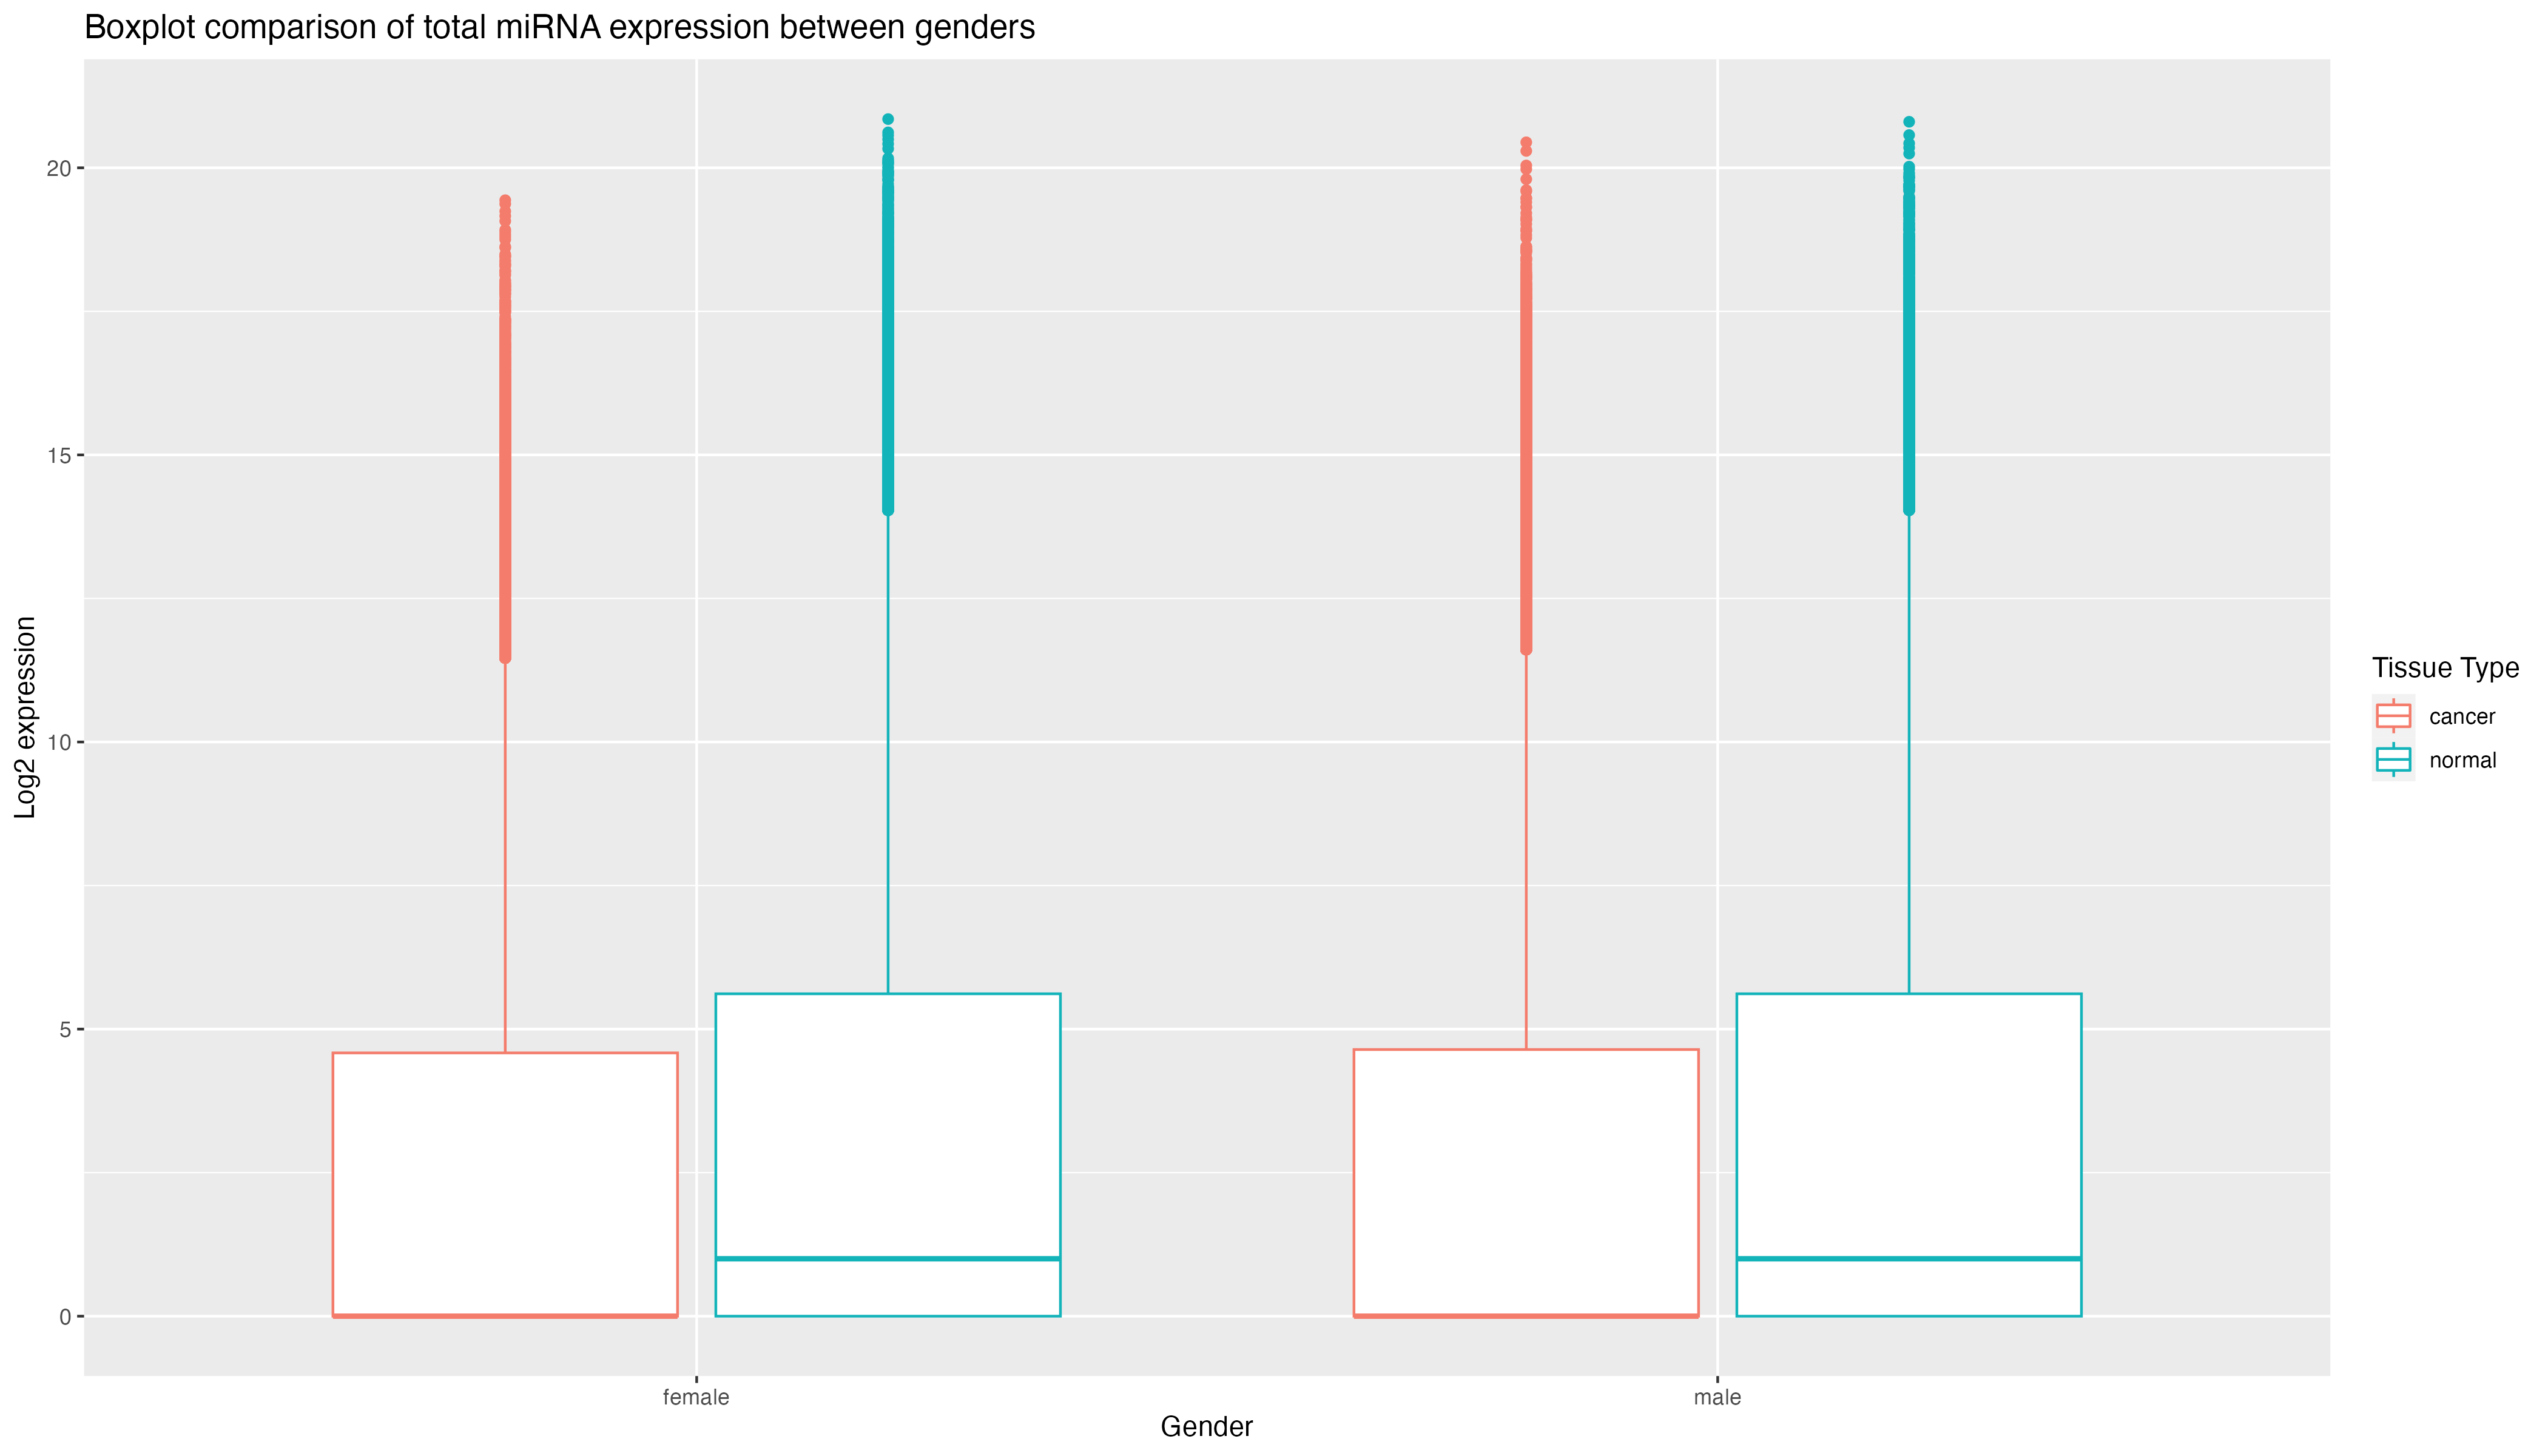 Boxplot comparison of total miRNA expression between genders
Log2 expression
20
15
10
5
0
female
male
Gender
Tissue Type
cancer
normal